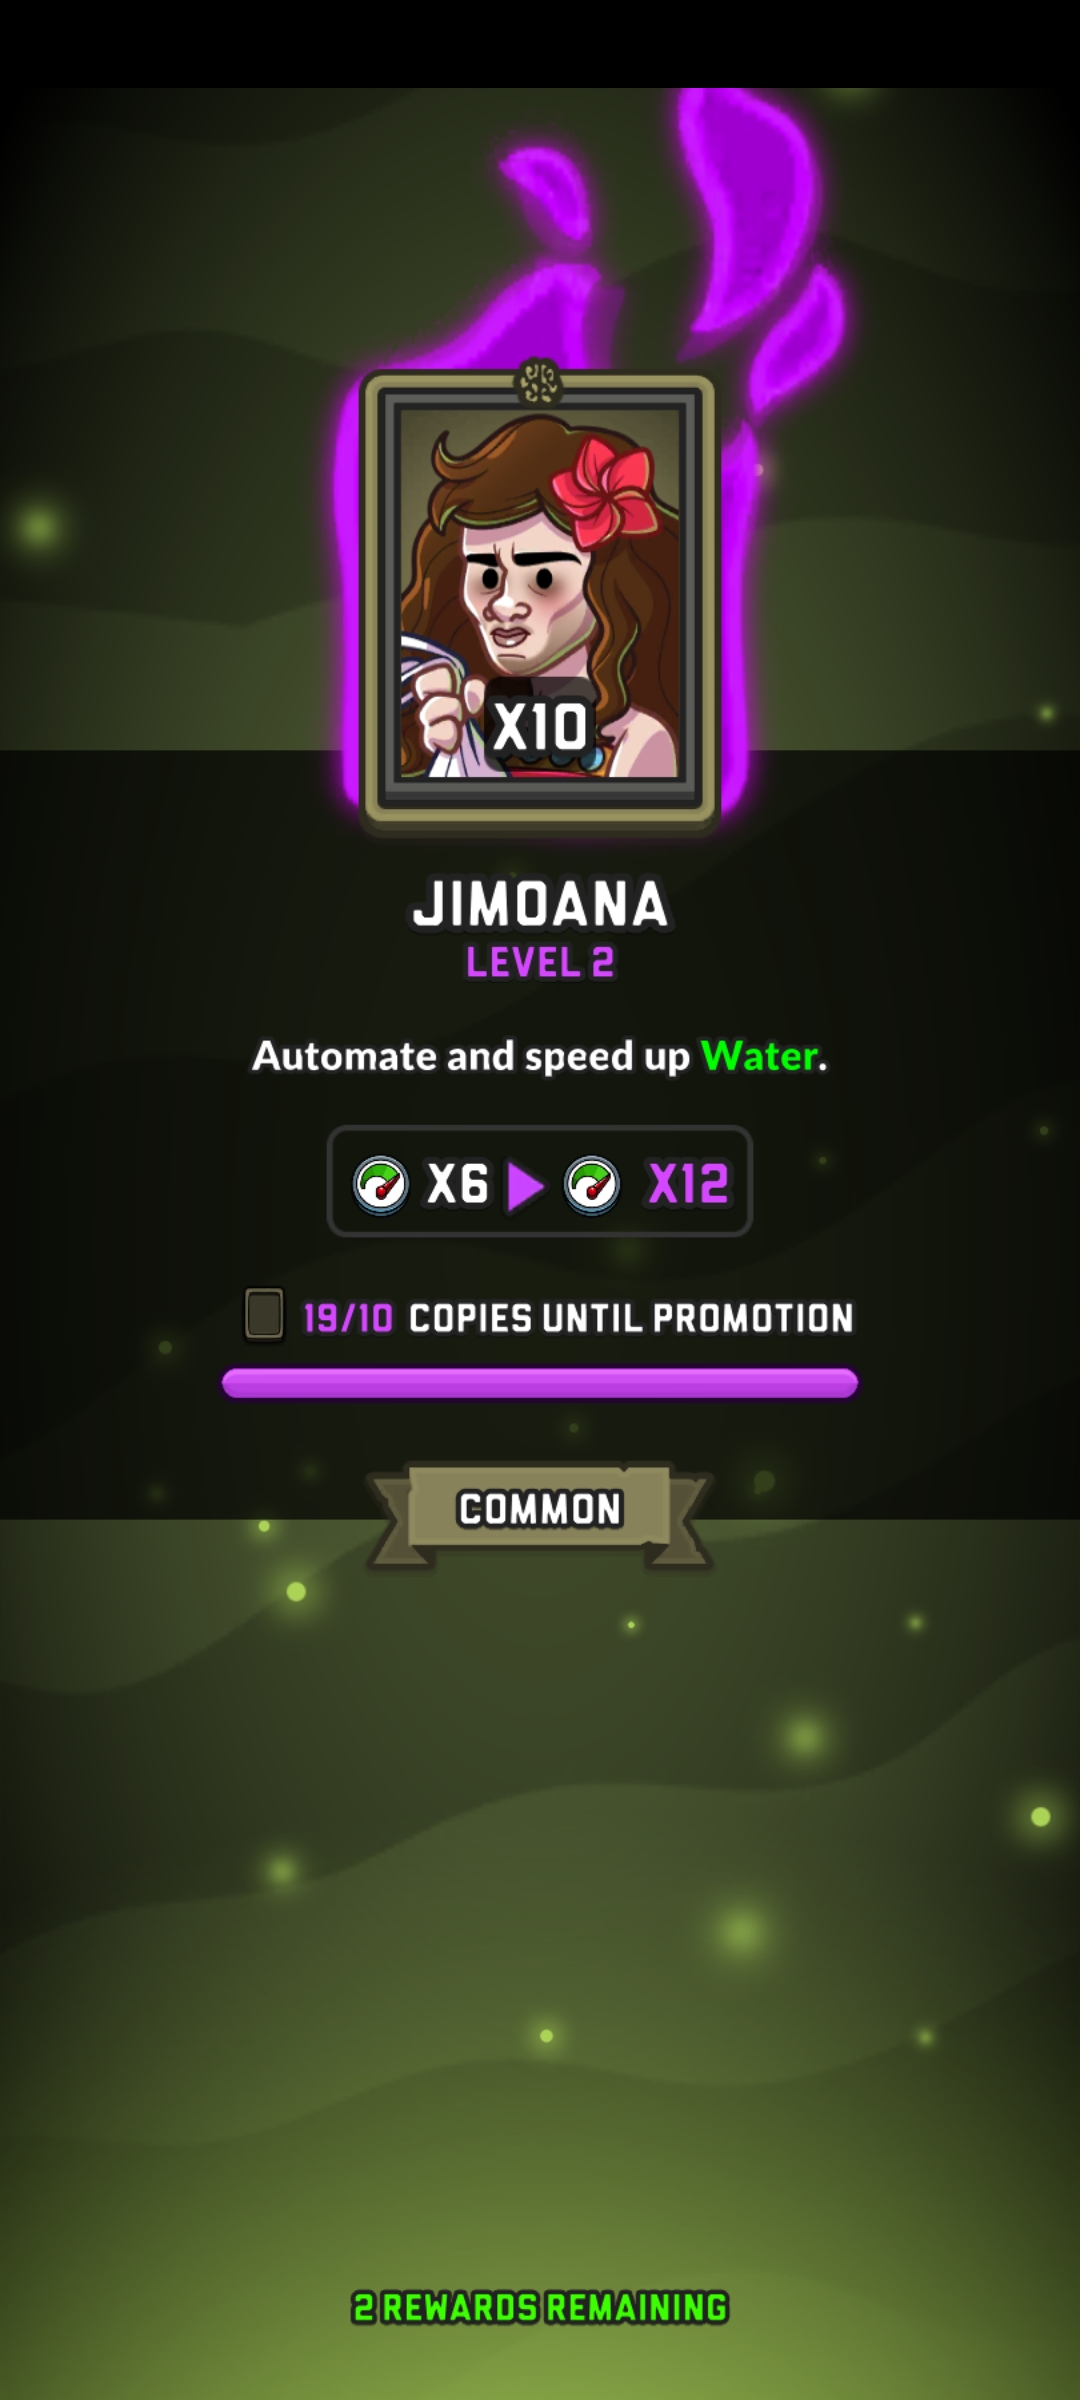 X10
JIMOANA
LEVEL 2
Automate and speed up Water.
X6 X12
19/10 COPIES UNTIL PROMOTION
COMMON
2 REWARDS REMAINING